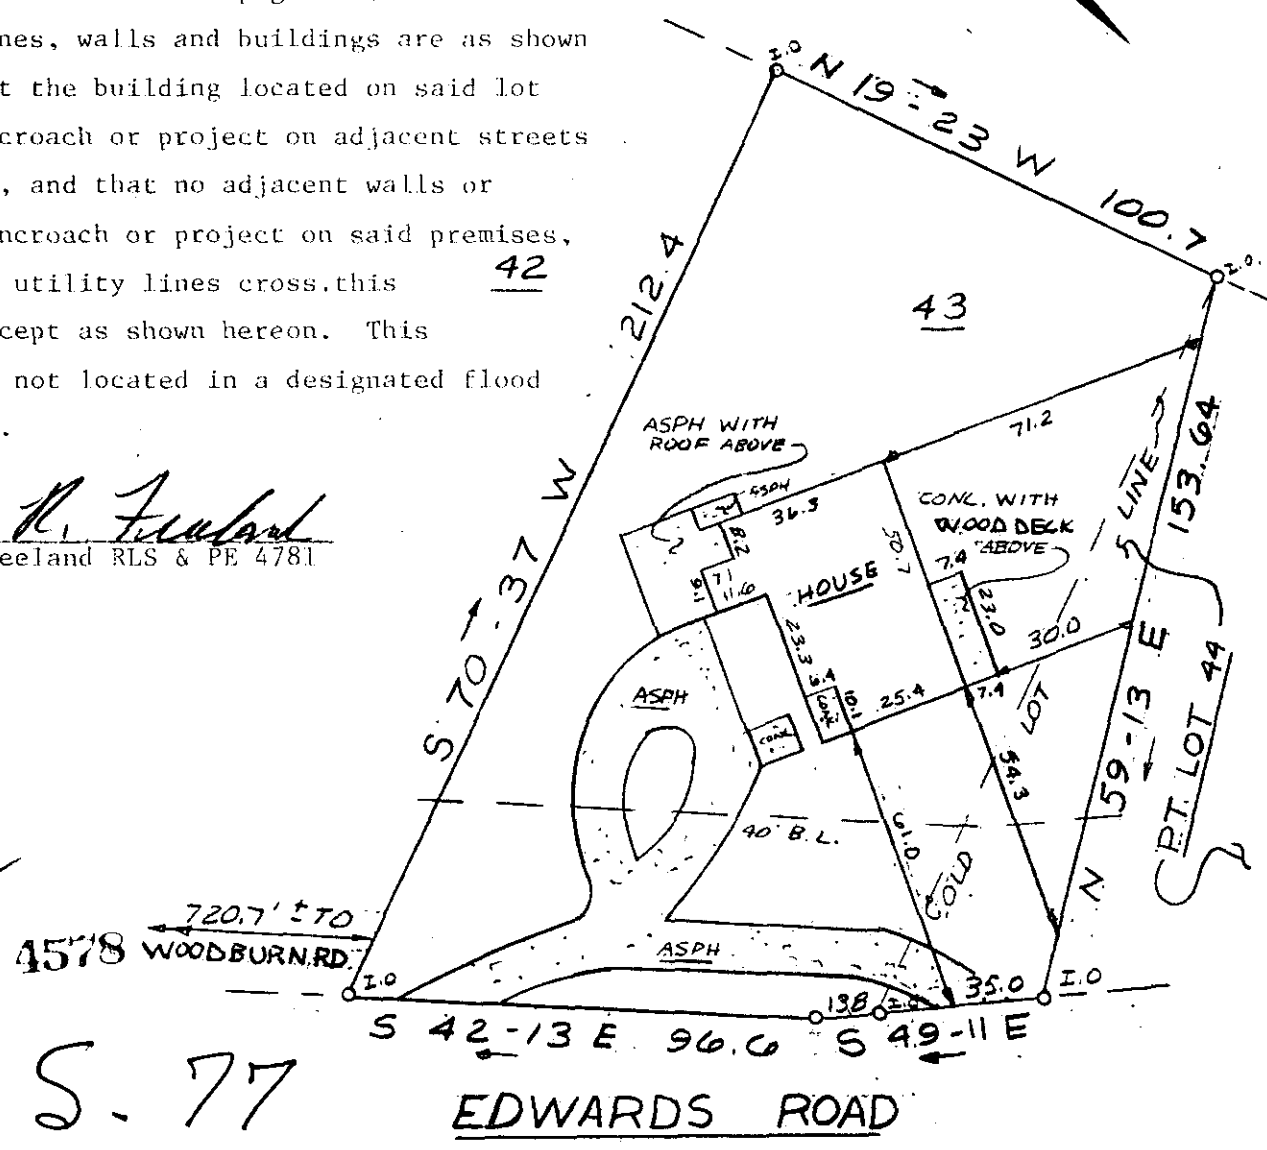 nes, walls and buildings are as shown
t the building located on said lot
croach or project on adjacent streets
, and that no adjacent walls or
ncroach or project on said premises,
utility lines cross.this
cept as shown hereon. This
not located in a designated flood
.
eeland RLS & PE 4781
42
I.O
N 19-23 W 100.7
I.O.
43
212.4
S 70-37 W
71.2
ASPH WITH
ROOF ABOVE
ASPH
36.3
8.2
9.1
11.6
HOUSE
50.7
CONC. WITH
WOOD DECK
ABOVE
7.4
23.0
30.0
LINE
153.64
N 59-13 E
PT. LOT 44
23.3
CONC.
10.1
25.4
7.4
LOT
54.3
ASPH
CONC
40' B.L.
61.0
OLD
720.7' ± TO
4578 WOODBURN RD.
I.O
ASPH
13.8
I.O
35.0
I.O
S 42-13 E 96.6
S 49-11 E
S. 77
EDWARDS ROAD